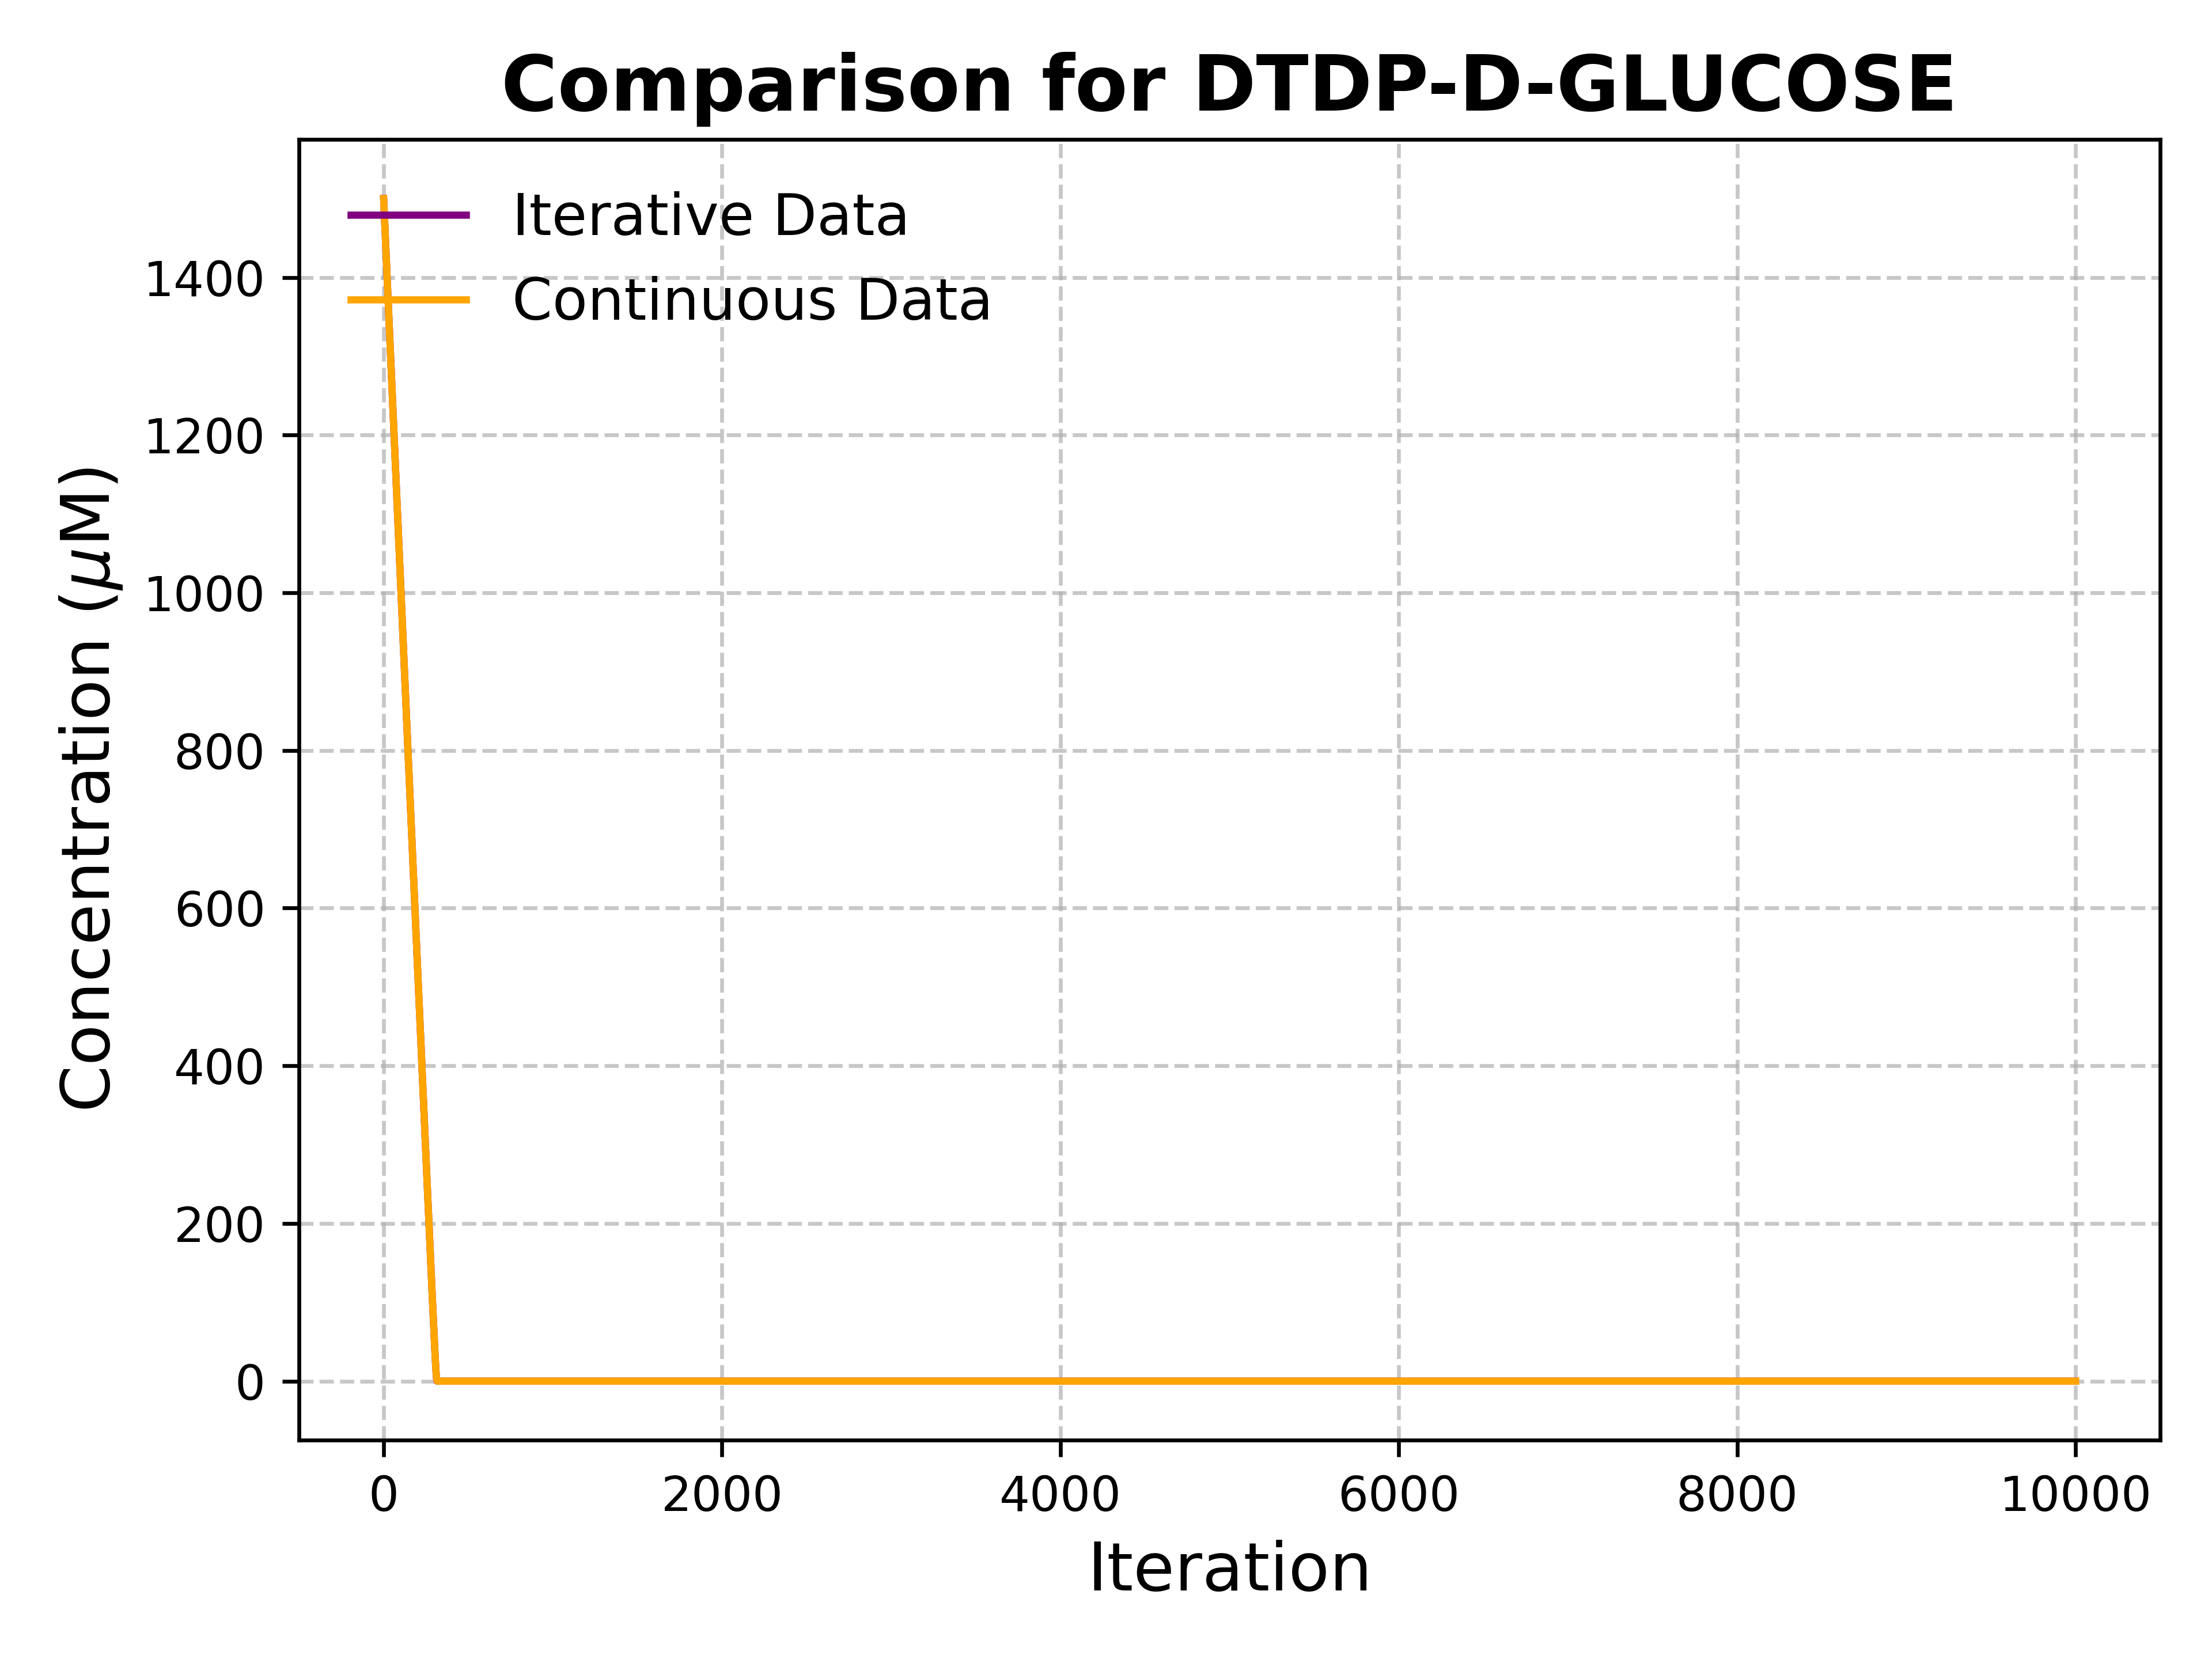 Comparison for DTDP-D-GLUCOSE
Iterative Data
Continuous Data
Concentration (μM)
1400
1200
1000
800
600
400
200
0
0 2000 4000 6000 8000 10000
Iteration